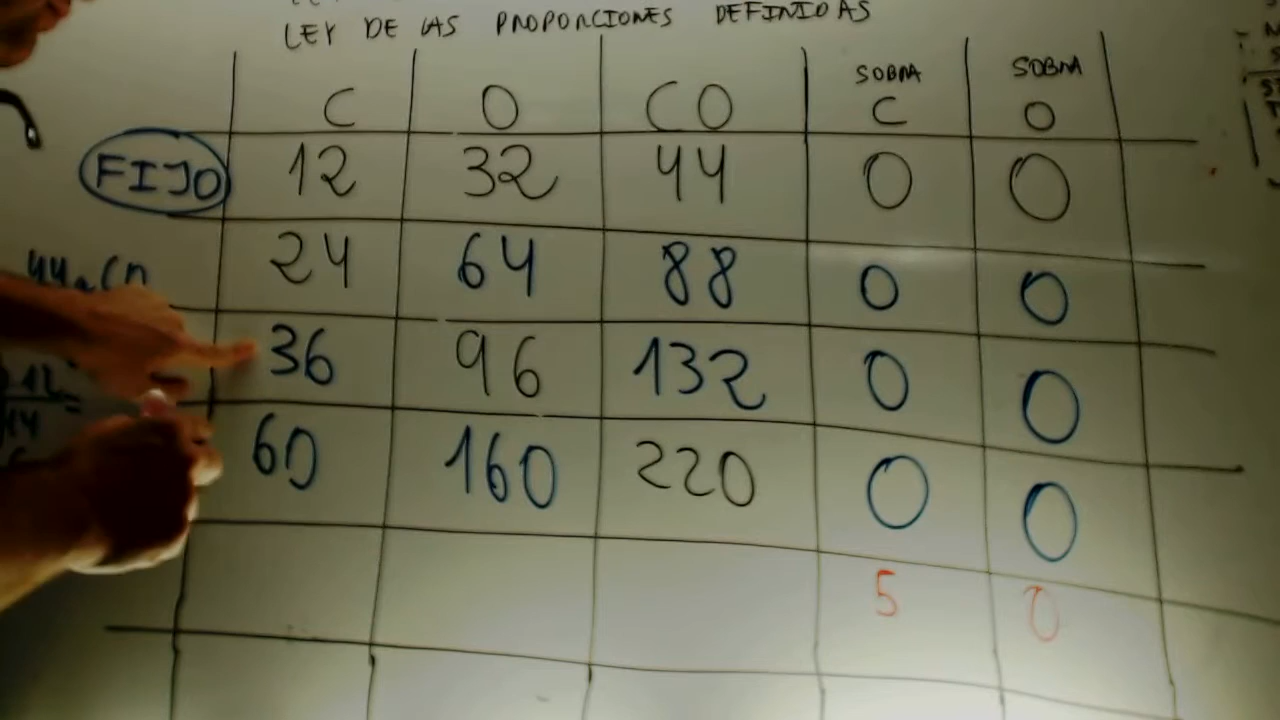 LEY DE LAS PROPORCIONES DEFINIDAS
C O CO SOBRA C SOBRA O
FIJO 12 32 44 0 0
24 64 88 0 0
36 96 132 0 0
60 160 220 0 0
5 0